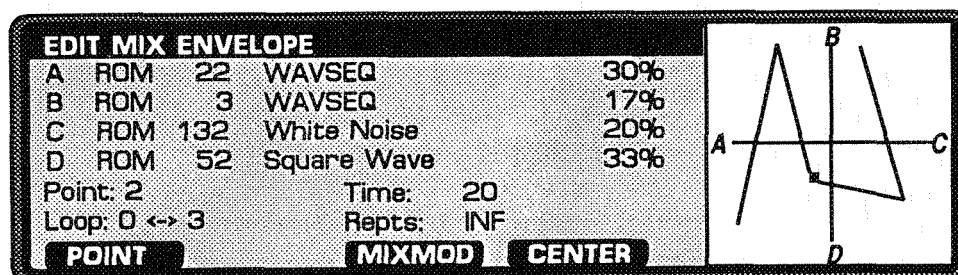 EDIT MIX ENVELOPE
A ROM 22 WAVSEQ 30%
B ROM 3 WAVSEQ 17%
C ROM 132 White Noise 20%
D ROM 52 Square Wave 33%
Point: 2 Time: 20
Loop: 0 <-> 3 Repts: INF
POINT MIXMOD CENTER
B
A C
D